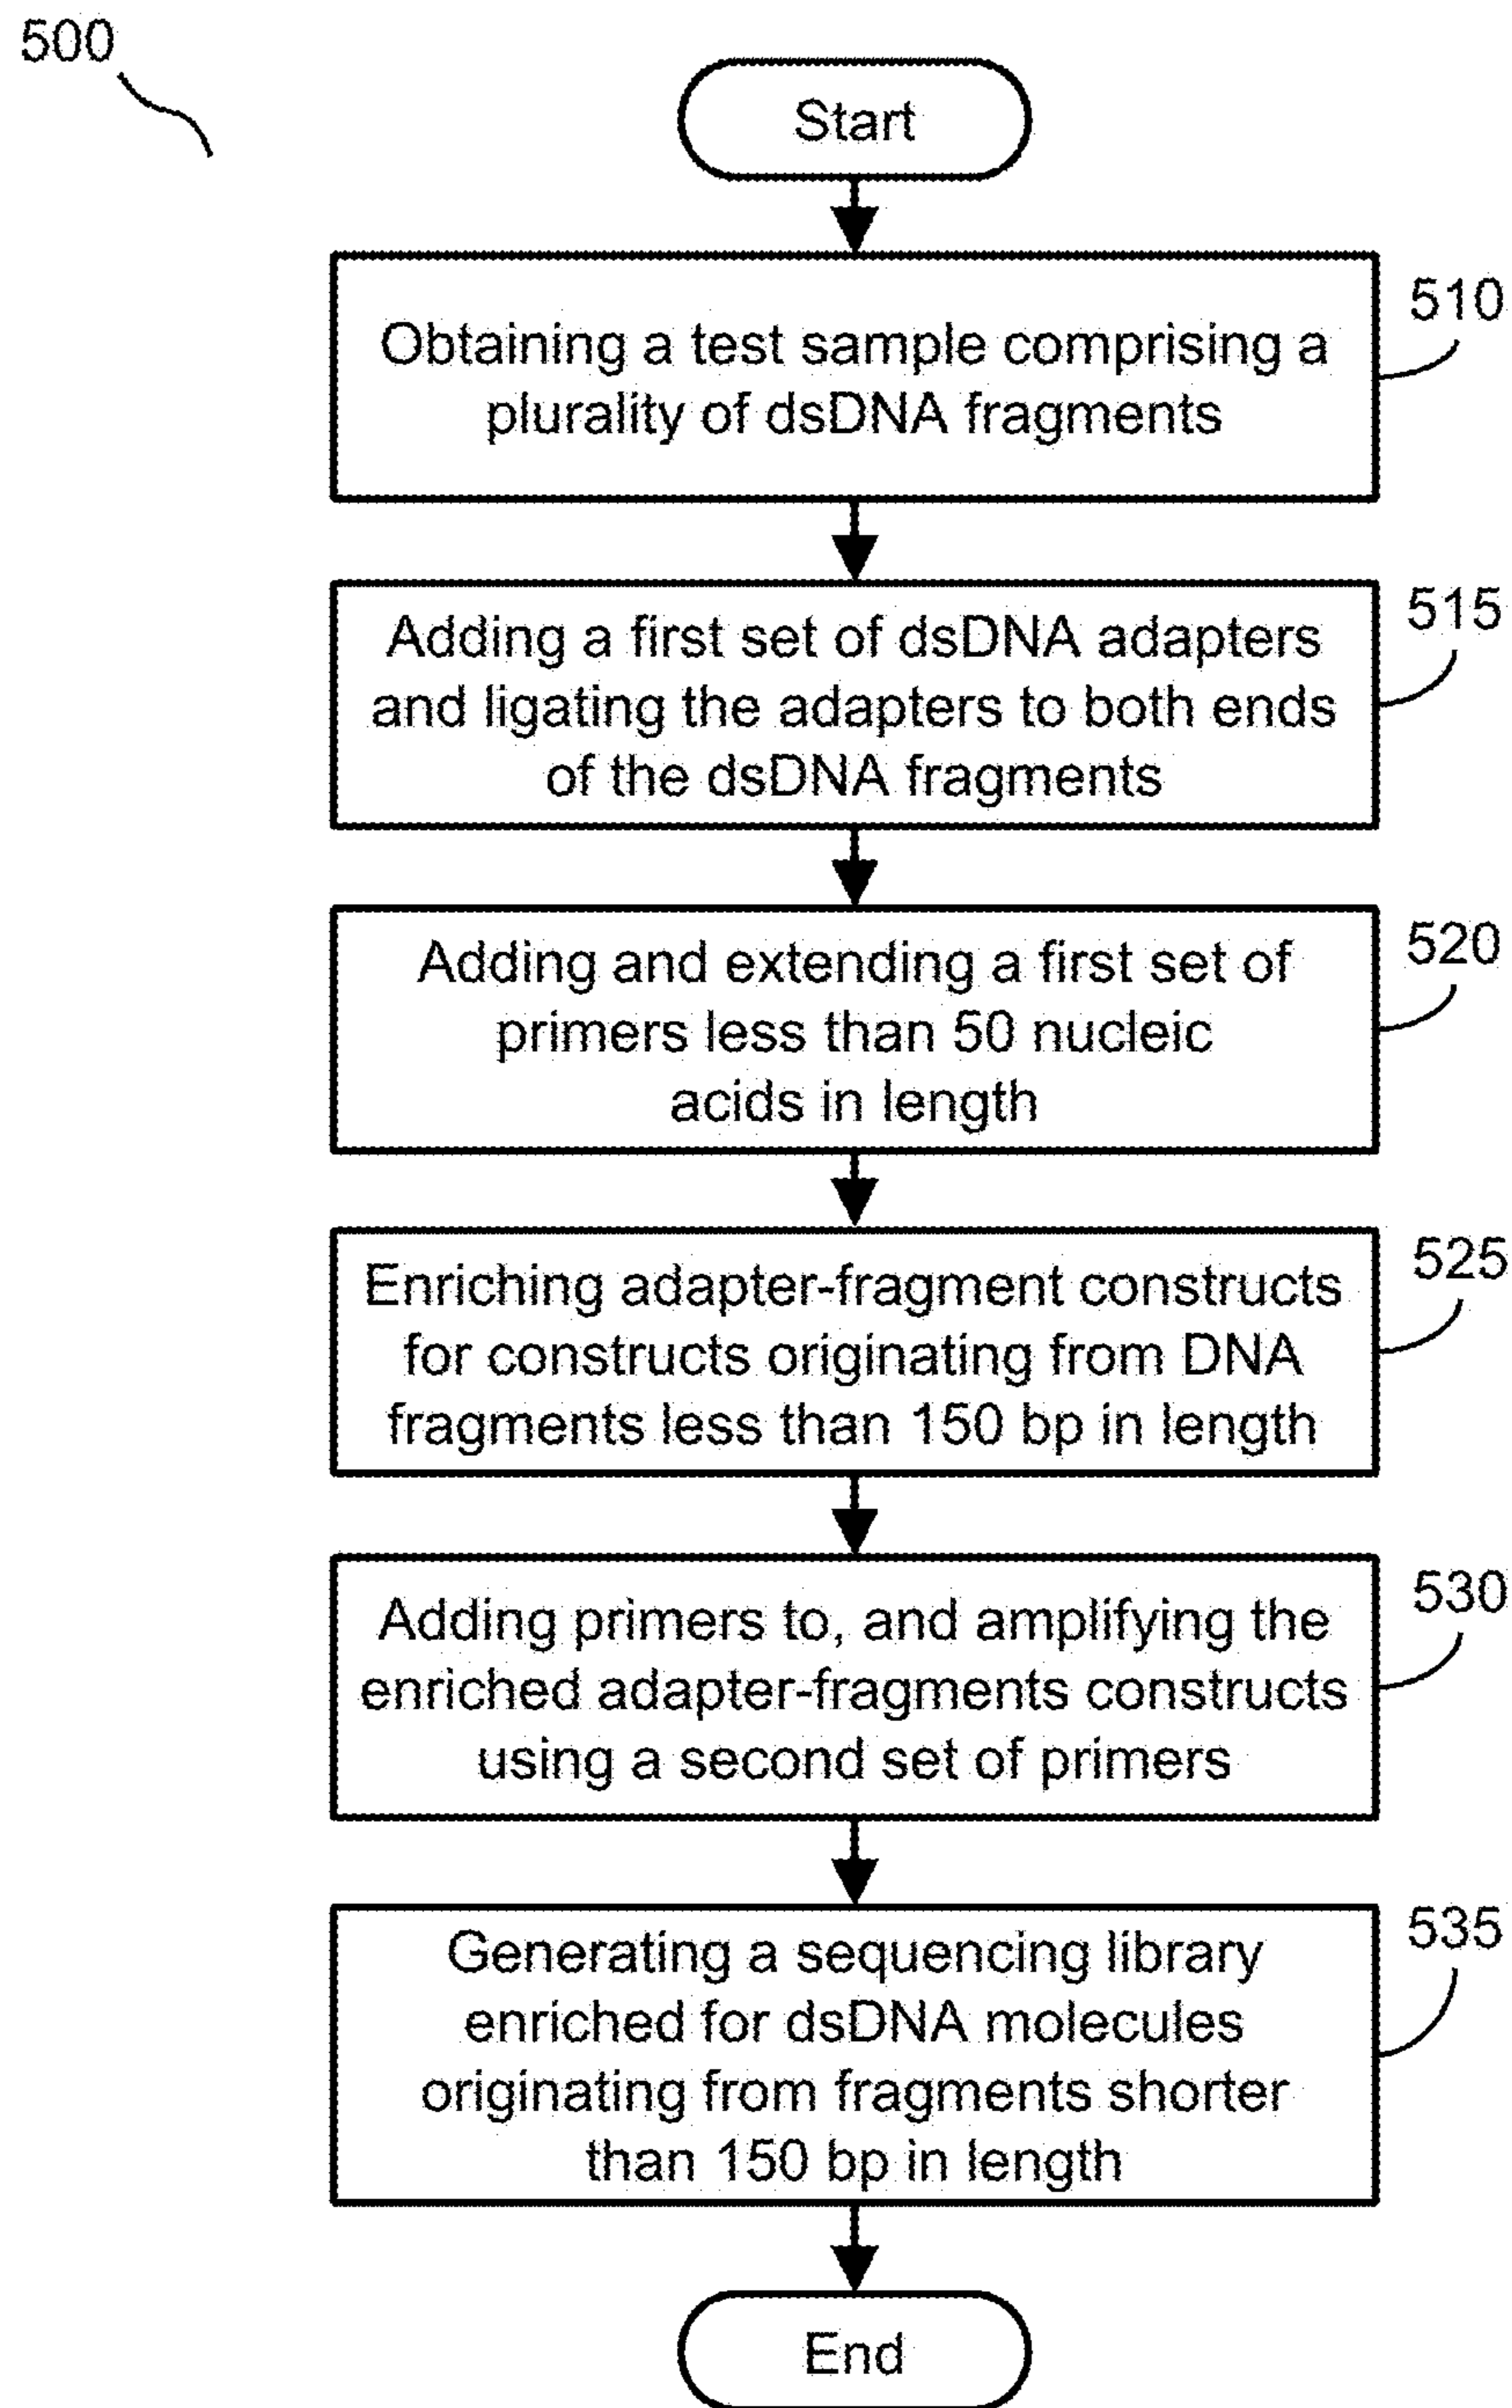 500
Start
510
Obtaining a test sample comprising a
plurality of dsDNA fragments
515
Adding a first set of dsDNA adapters
and ligating the adapters to both ends
of the dsDNA fragments
520
Adding and extending a first set of
primers less than 50 nucleic
acids in length
525
Enriching adapter-fragment constructs
for constructs originating from DNA
fragments less than 150 bp in length
530
Adding primers to, and amplifying the
enriched adapter-fragments constructs
using a second set of primers
535
Generating a sequencing library
enriched for dsDNA molecules
originating from fragments shorter
than 150 bp in length
End